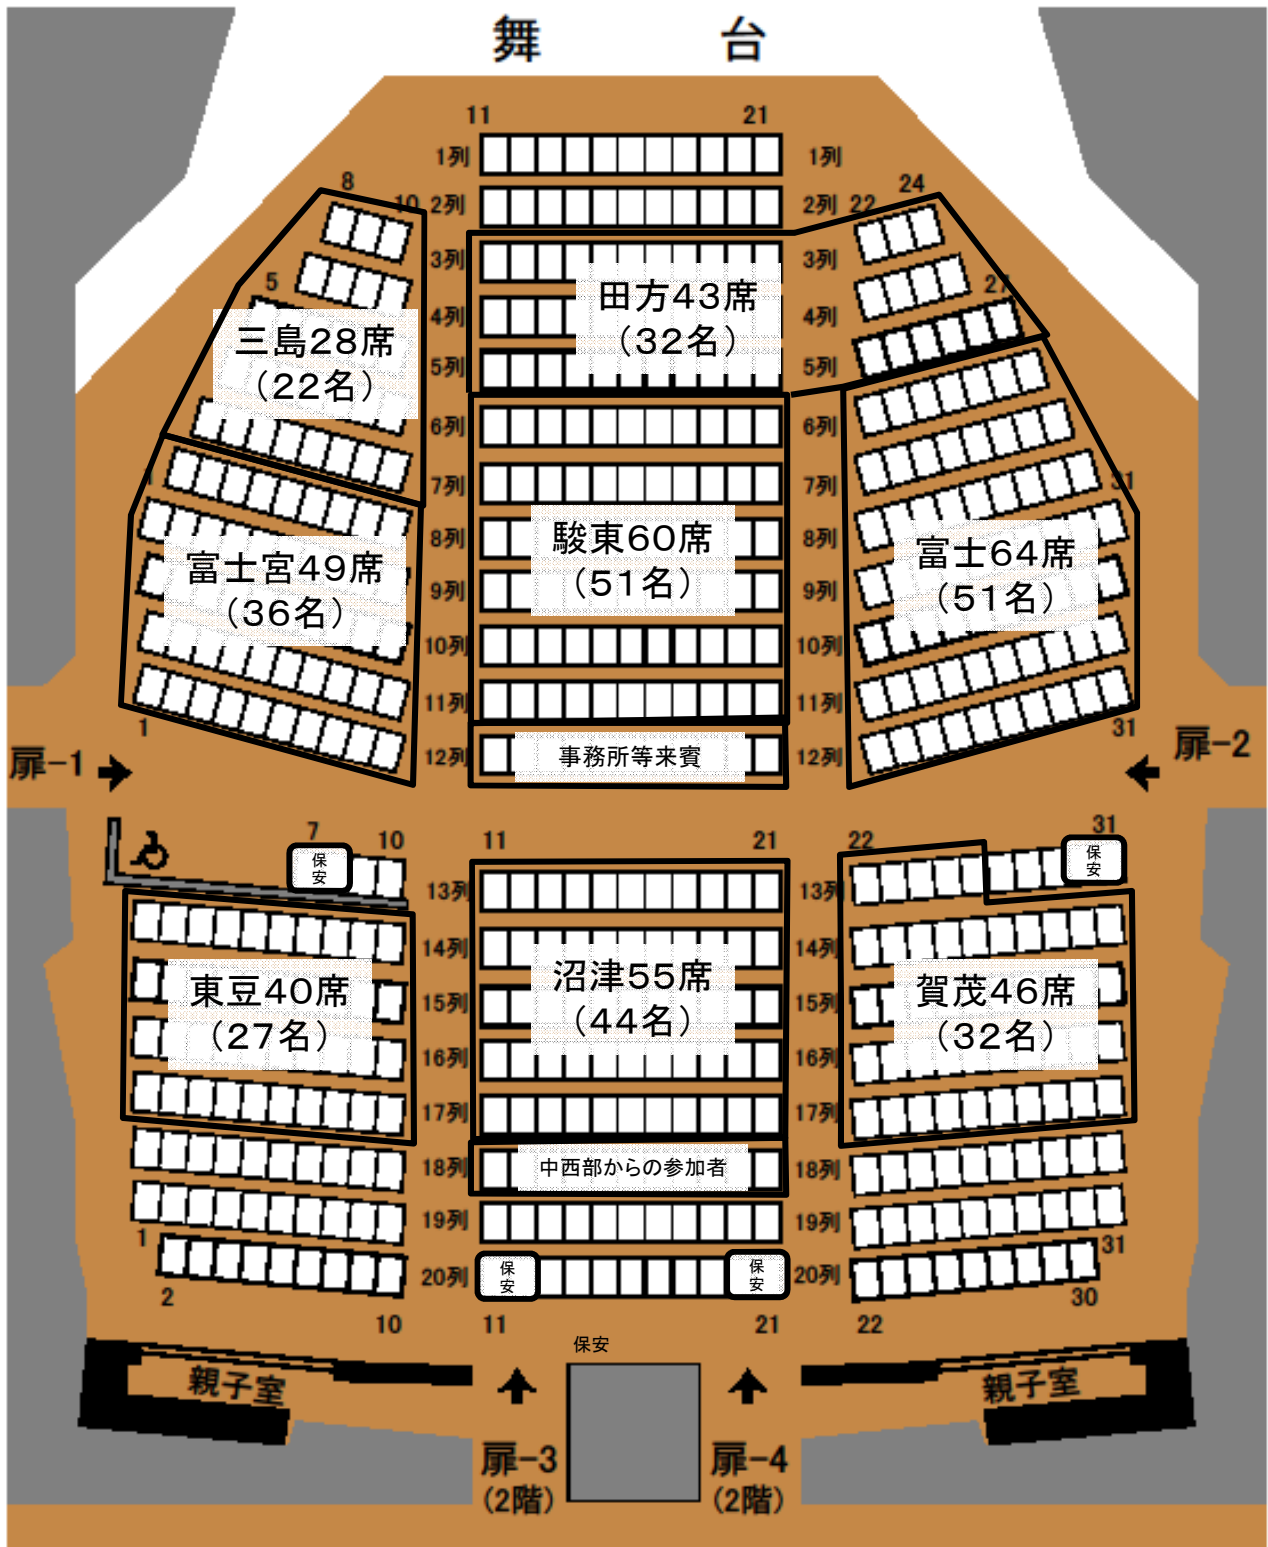 舞 台
11 21
1列 1列
8 24
10 2列 2列 22
3列 3列
5 27
田方43席
（32名）
4列 4列
三島28席
（22名）
5列 5列
6列 6列
7列 7列
1 31
8列 8列
駿東60席
（51名）
富士宮49席
（36名）
富士64席
（51名）
9列 9列
10列 10列
11列 11列
1 31
12列 事務所等来賓 12列
扉-1 扉-2
7 10 11 21 22 31
保
安
保
安
13列 13列
14列 14列
東豆40席
（27名）
沼津55席
（44名）
賀茂46席
（32名）
15列 15列
16列 16列
17列 17列
18列 中西部からの参加者 18列
19列 19列
1 31
20列 保
安
保
安
20列
2 30
10 11 21 22
保安
親子室 親子室
扉-3
（2階）
扉-4
（2階）